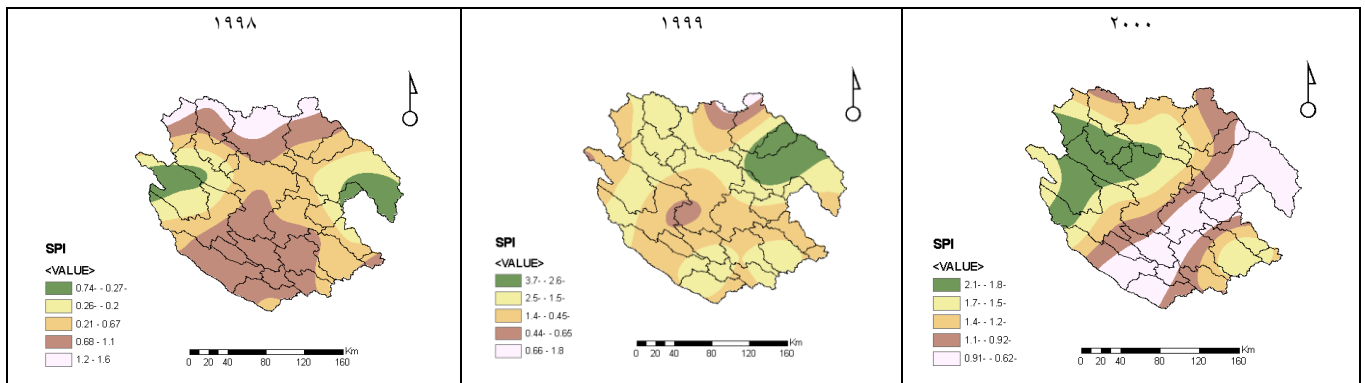 ۱۹۹۸
SPI
<VALUE>
0.74- - 0.27-
0.26- - 0.2
0.21 - 0.67
0.68 - 1.1
1.2 - 1.6
Km
0 20 40 80 120 160
۱۹۹۹
SPI
<VALUE>
3.7- - 2.6-
2.5- - 1.5-
1.4- - 0.45-
0.44- - 0.65
0.66 - 1.8
Km
0 20 40 80 120 160
۲۰۰۰
SPI
<VALUE>
2.1- - 1.8-
1.7- - 1.5-
1.4- - 1.2-
1.1- - 0.92-
0.91- - 0.62-
Km
0 20 40 80 120 160